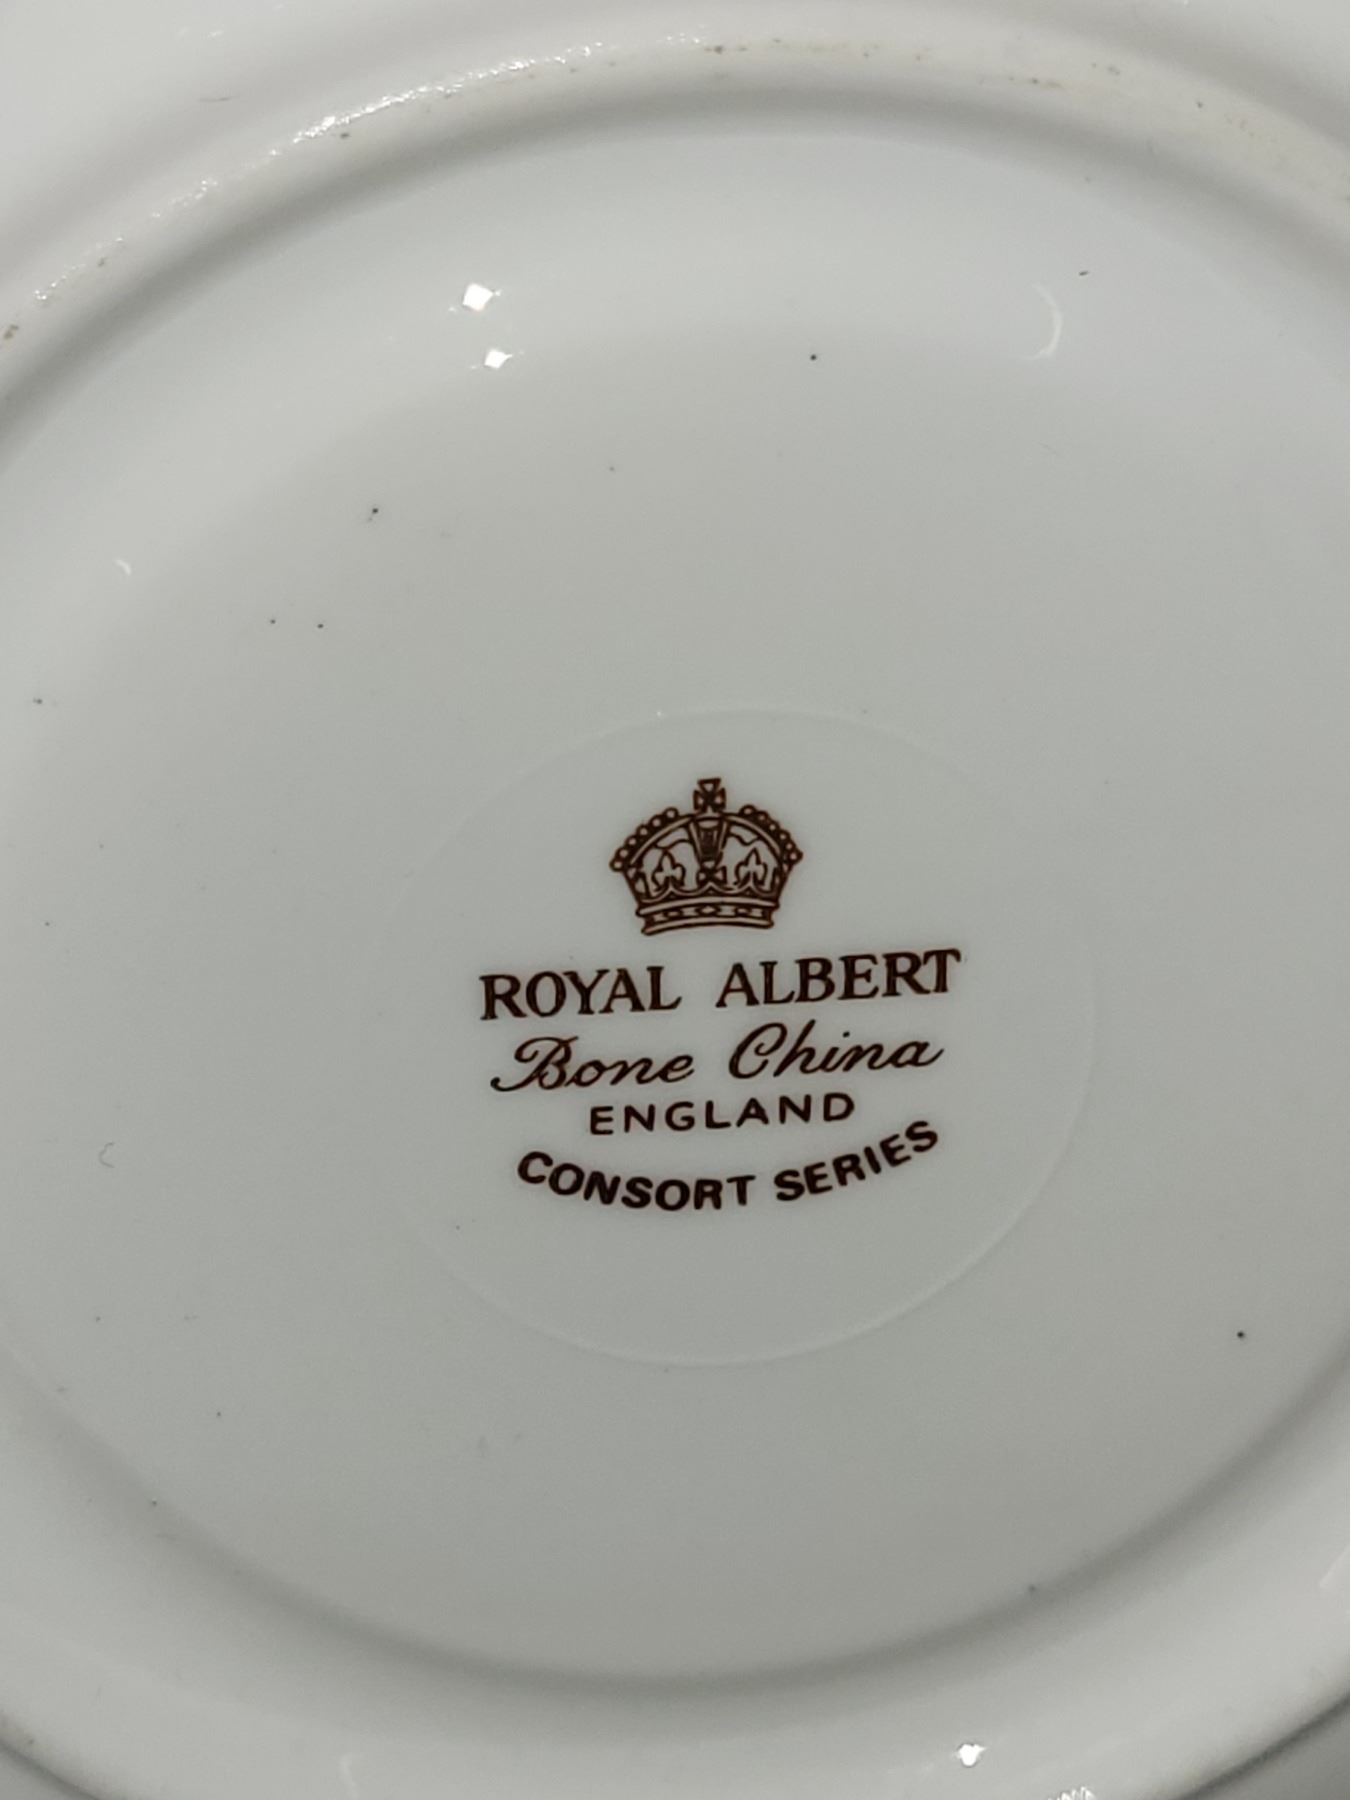 ROYAL ALBERT
Bone China
ENGLAND
CONSORT SERIES